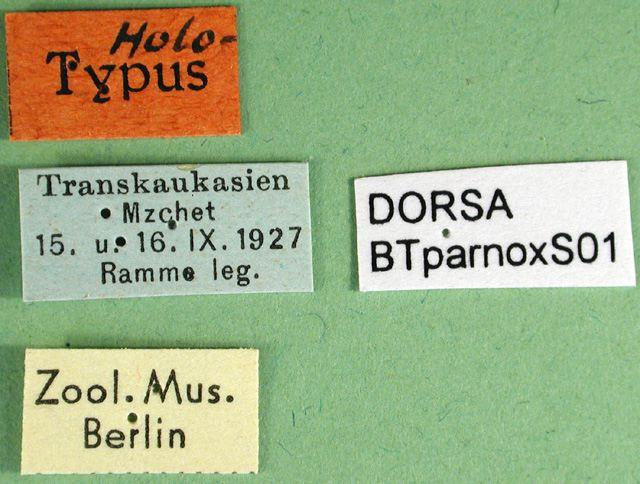 Holo-
Typus
Transkaukasien
Mzchet
15. u. 16. IX. 1927
Ramme leg.
DORSA
BTparnoxS01
Zool. Mus.
Berlin